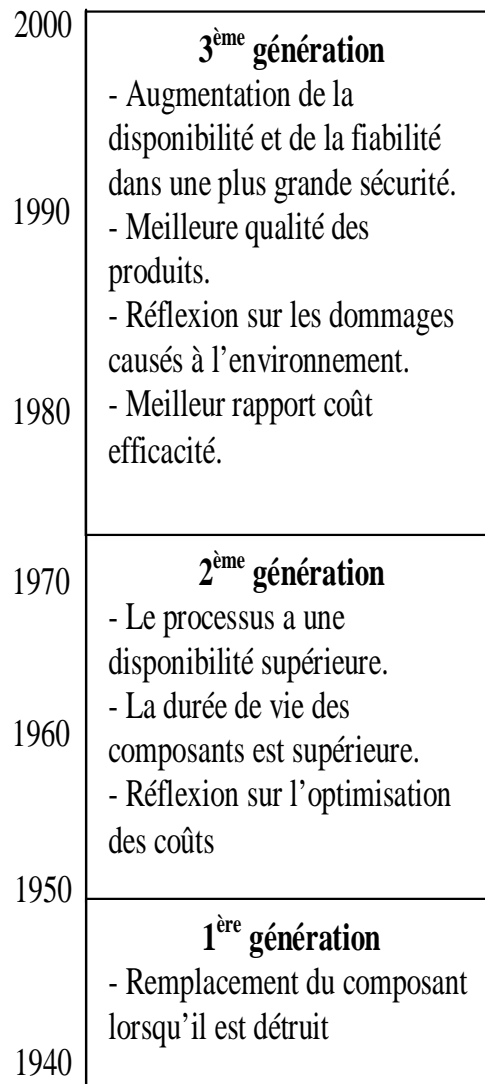 2000
3ème génération
- Augmentation de la
disponibilité et de la fiabilité
dans une plus grande sécurité.
1990
- Meilleure qualité des
produits.
- Réflexion sur les dommages
causés à l’environnement.
1980
- Meilleur rapport coût
efficacité.
1970
2ème génération
- Le processus a une
disponibilité supérieure.
- La durée de vie des
1960
composants est supérieure.
- Réflexion sur l’optimisation
des coûts
1950
1ère génération
- Remplacement du composant
lorsqu’il est détruit
1940